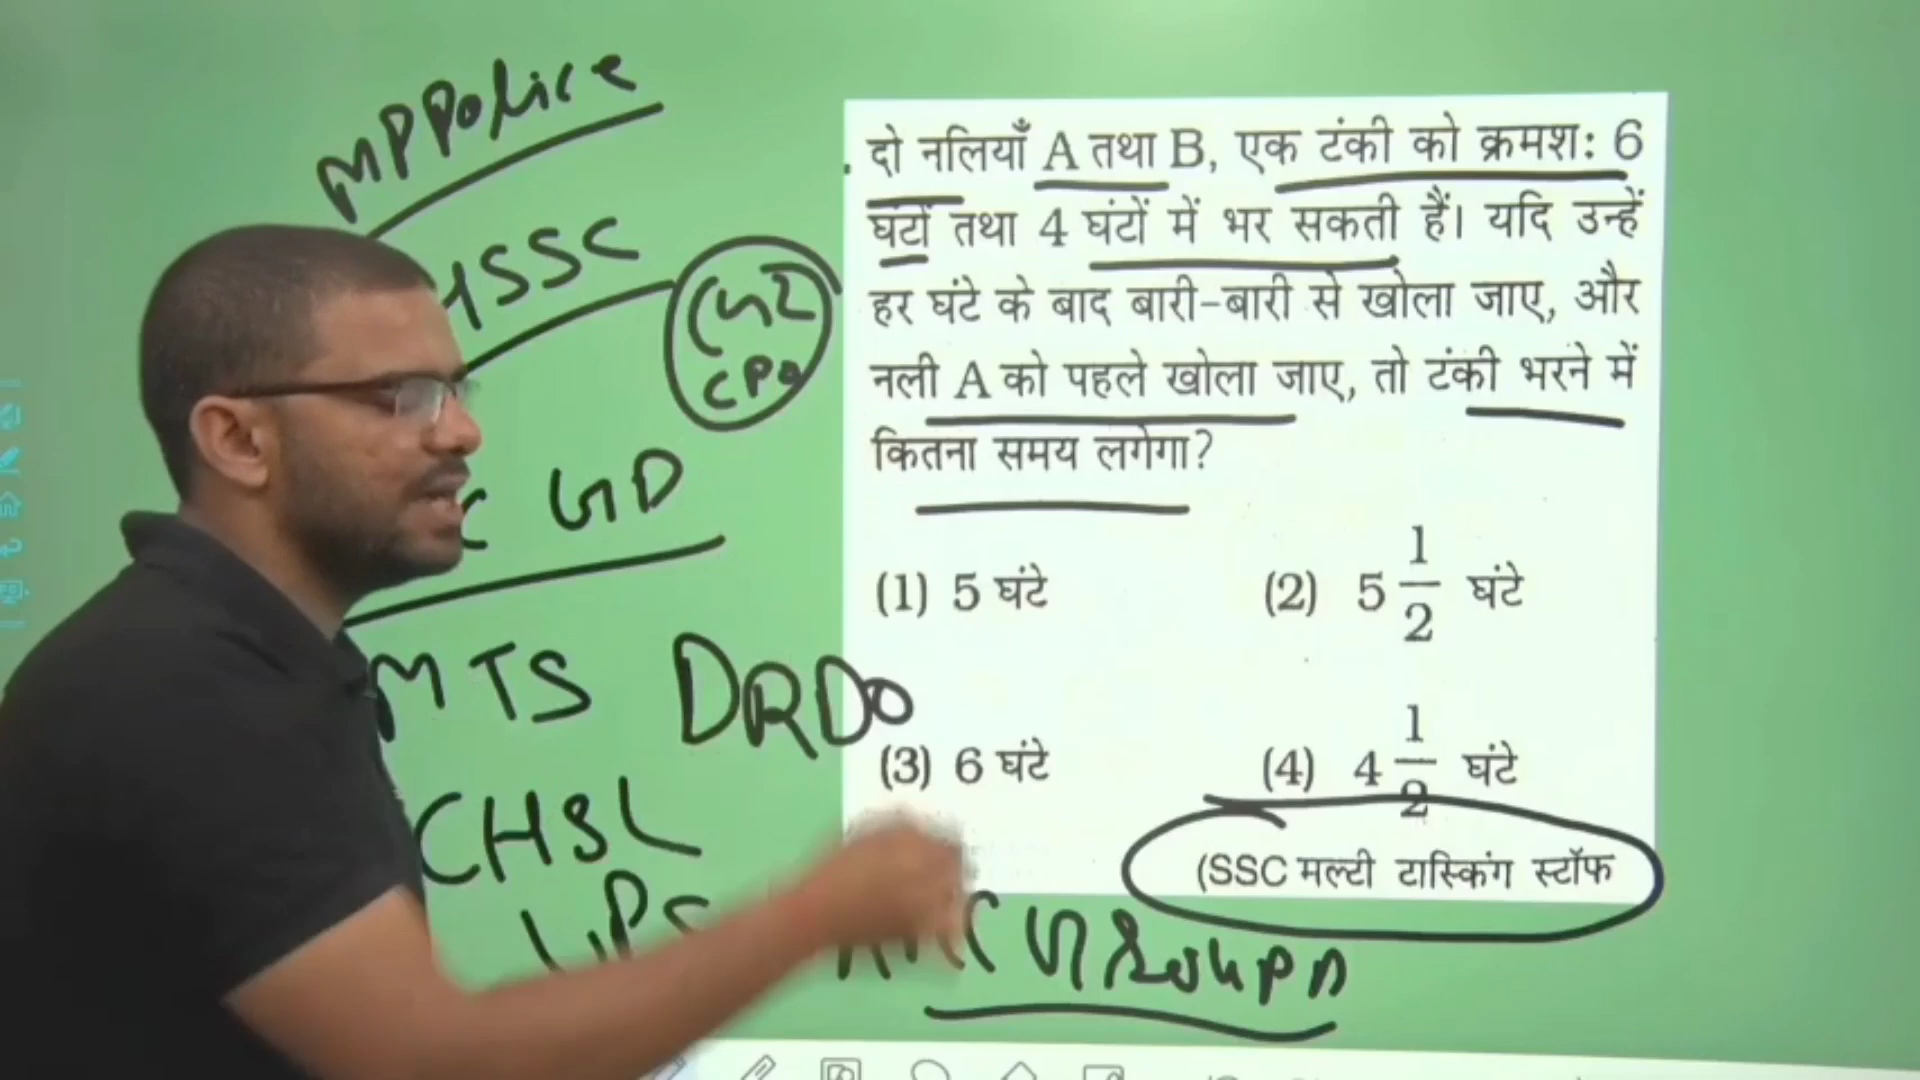 MPPolice
HSSC
CPO
C GD
MTS DRDO
CHSL
दो नलियाँ A तथा B, एक टंकी को क्रमश: 6
घंटों तथा 4 घंटों में भर सकती हैं। यदि उन्हें
हर घंटे के बाद बारी-बारी से खोला जाए, और
नली A को पहले खोला जाए, तो टंकी भरने में
कितना समय लगेगा?
(1) 5 घंटे (2) 5 1/2 घंटे
(3) 6 घंटे (4) 4 1/2 घंटे
(SSC मल्टी टास्किंग स्टॉफ